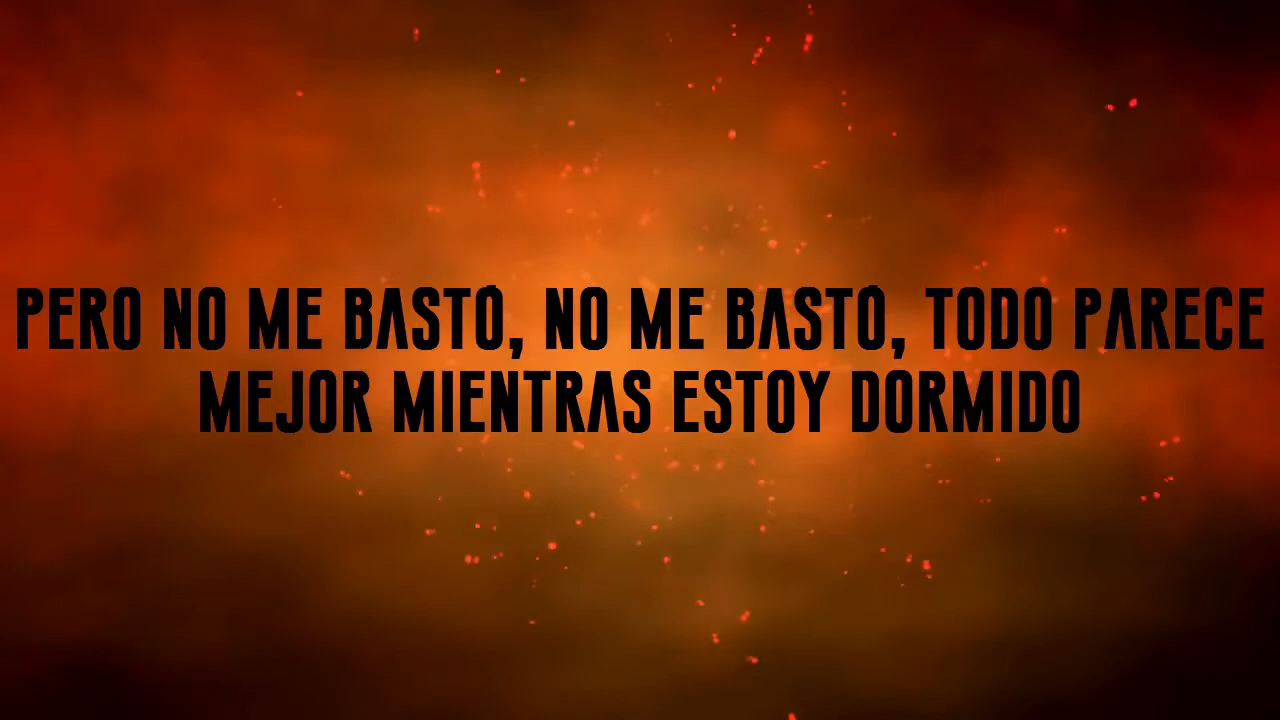 PERO NO ME BASTÓ, NO ME BASTÓ, TODO PARECE
MEJOR MIENTRAS ESTOY DORMIDO